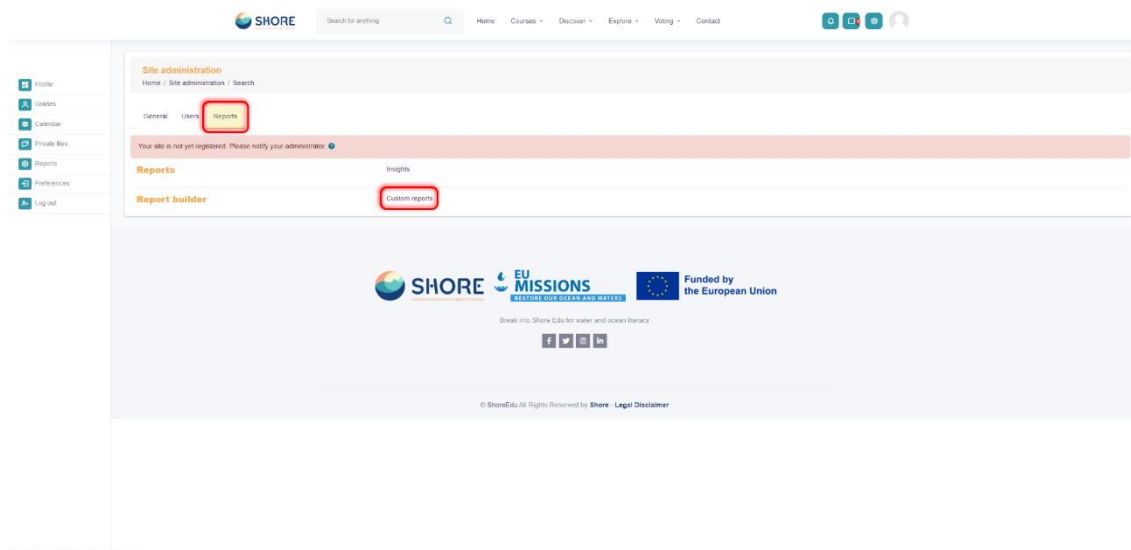 SHORE
Search for anything
Home Courses Discover Explore Voting Contact
Profile
Grades
Calendar
Private files
Reports
Preferences
Log out
Site administration
Home / Site administration / Search
General Users Reports
Your site is not yet registered. Please notify your administrator.
Reports Insights
Report builder Custom reports
SHORE
EU
MISSIONS
RESTORE OUR OCEAN AND WATERS
Funded by
the European Union
Break into Shore Edu for water and ocean literacy
© ShoreEdu All Rights Reserved by Shore - Legal Disclaimer